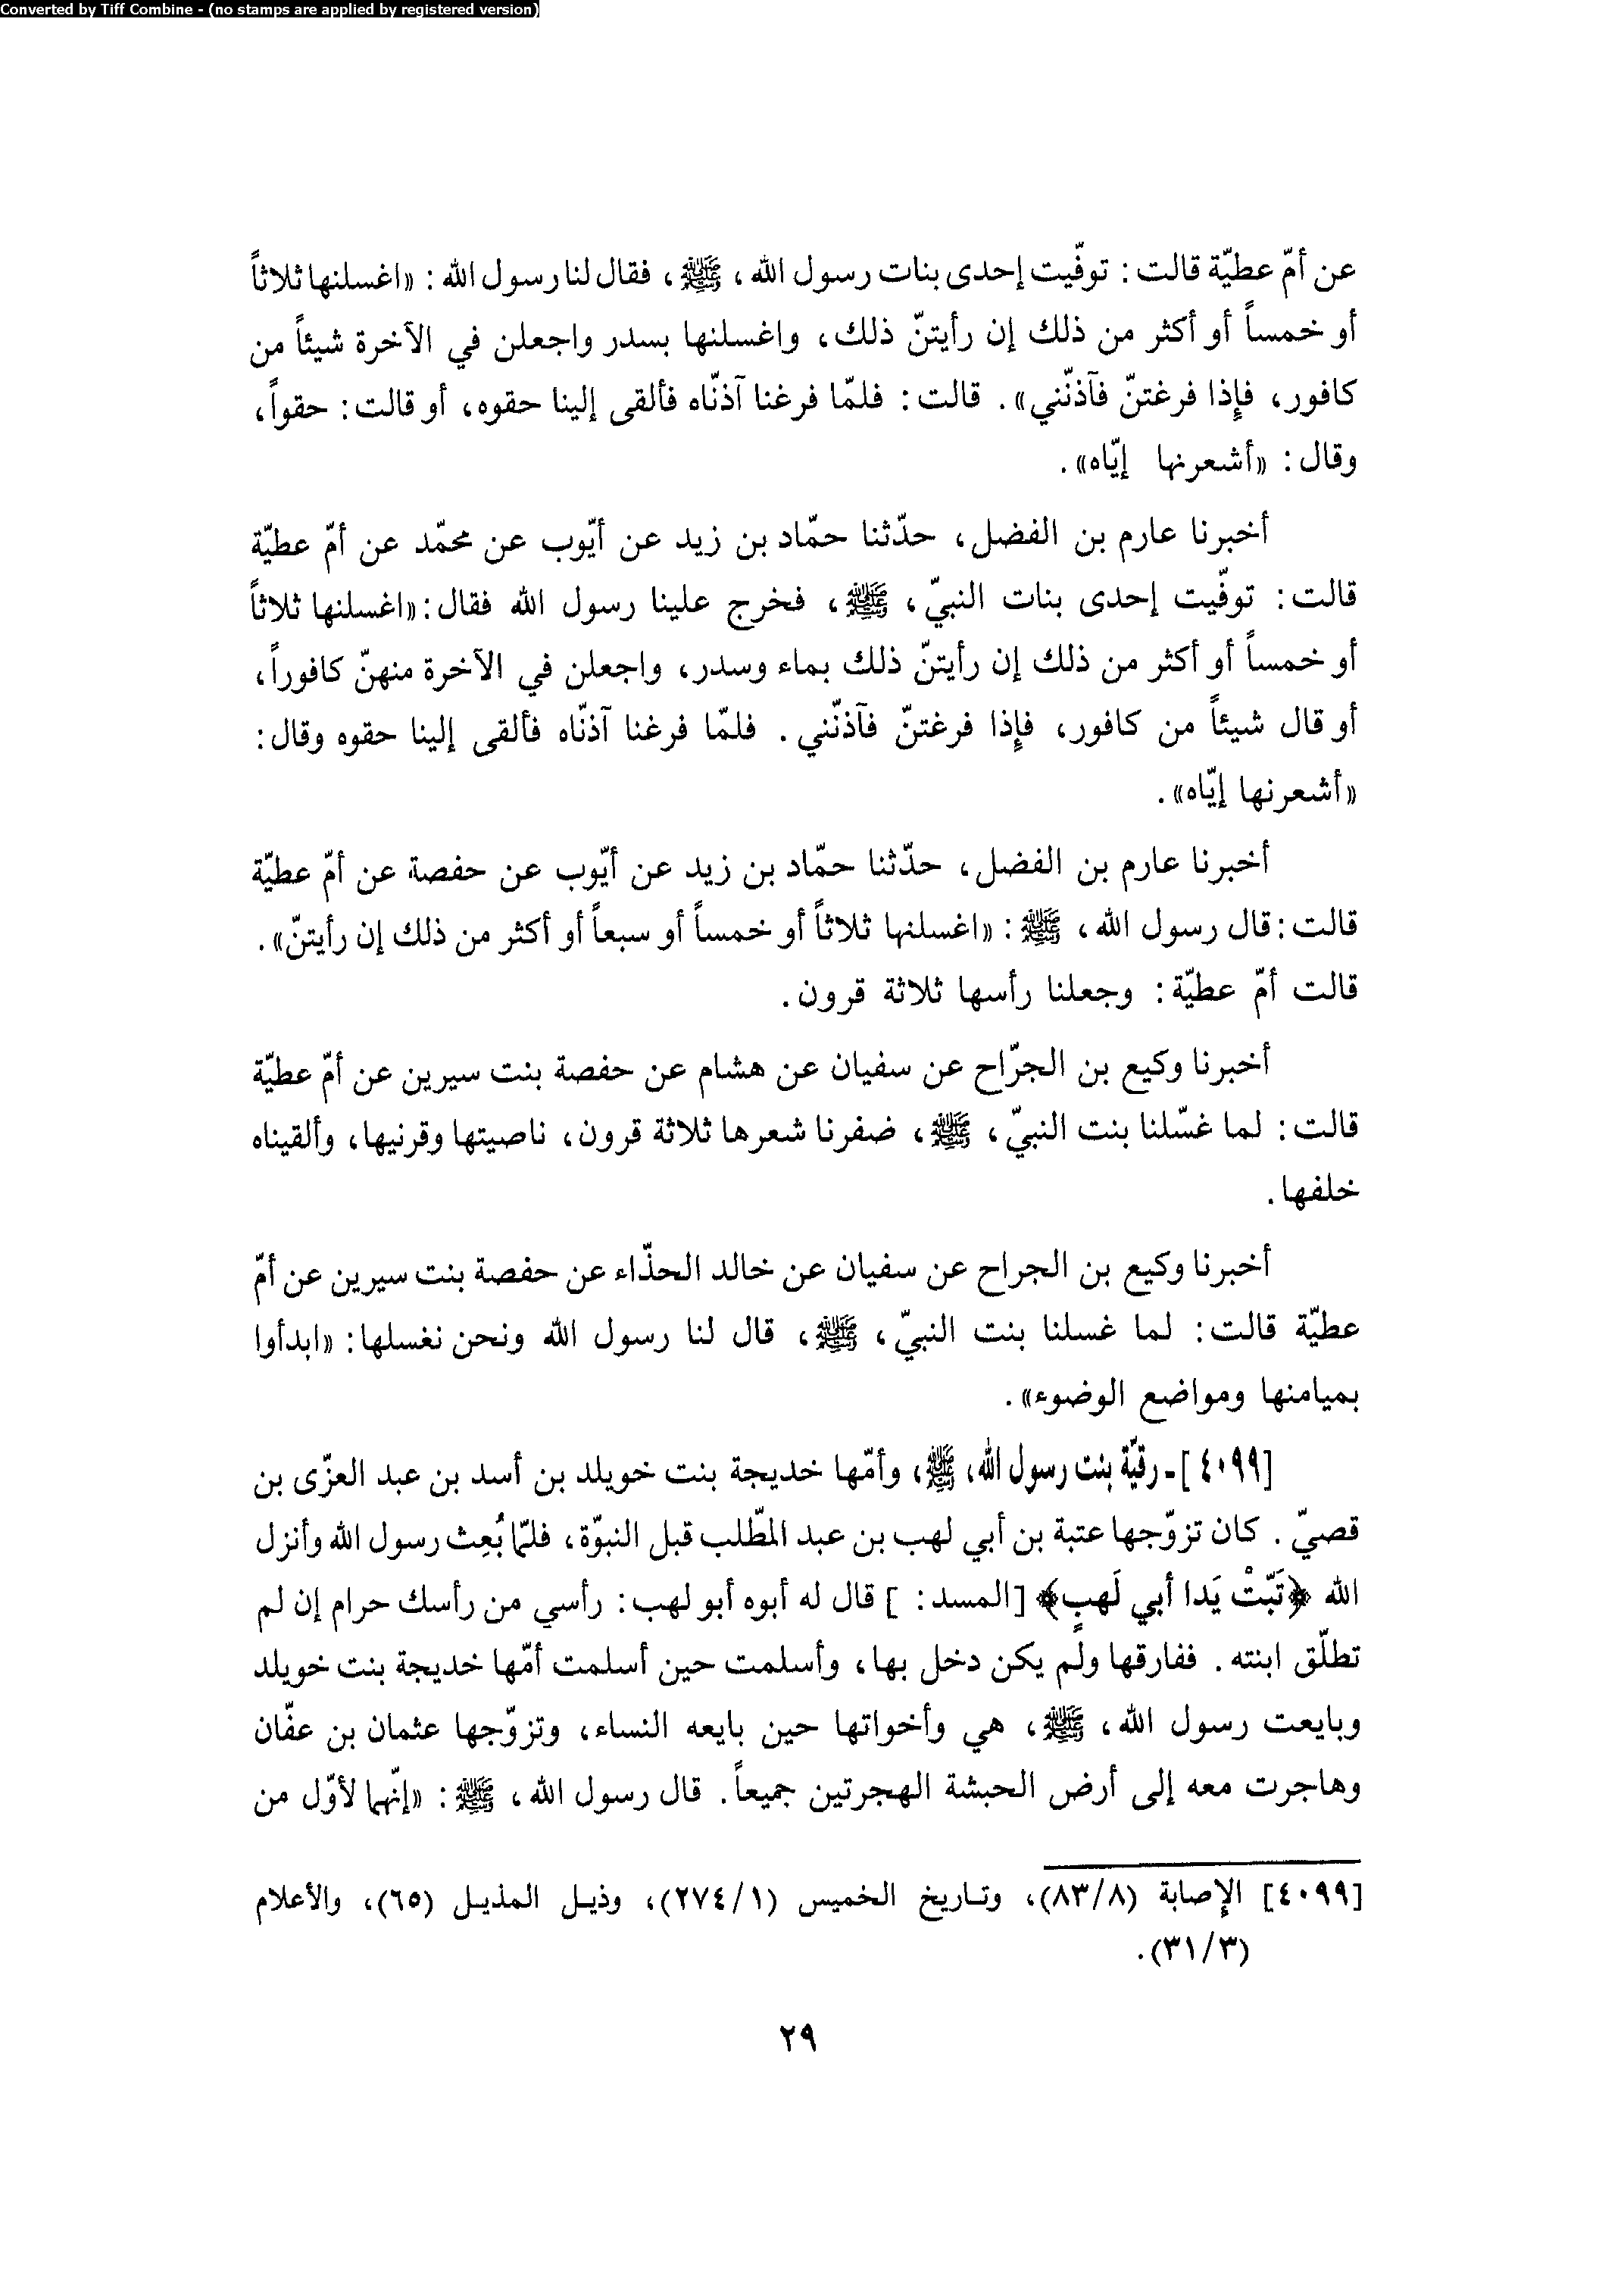 Converted by Tiff Combine - (no stamps are applied by registered version)
عن أمّ عطيّة قالت: توفّيت إحدى بنات رسول الله، ﷺ، فقال لنا رسول الله: «اغسلنها ثلاثاً
أو خمساً أو أكثر من ذلك إن رأيتنّ ذلك، واغسلنها بسدر واجعلن في الآخرة شيئاً من
كافور، فإذا فرغتنّ فآذنّني». قالت: فلمّا فرغنا آذنّاه فألقى إلينا حقوه، أو قالت: حقواً،
وقال: «أشعرنها إيّاه».
أخبرنا عارم بن الفضل، حدّثنا حمّاد بن زيد عن أيّوب عن محمّد عن أمّ عطيّة
قالت: توفّيت إحدى بنات النبيّ، ﷺ، فخرج علينا رسول الله فقال: «اغسلنها ثلاثاً
أو خمساً أو أكثر من ذلك إن رأيتنّ ذلك بماء وسدر، واجعلن في الآخرة منهنّ كافوراً،
أو قال شيئاً من كافور، فإذا فرغتنّ فآذنّني. فلمّا فرغنا آذنّاه فألقى إلينا حقوه وقال:
«أشعرنها إيّاه».
أخبرنا عارم بن الفضل، حدّثنا حمّاد بن زيد عن أيّوب عن حفصة عن أمّ عطيّة
قالت: قال رسول الله، ﷺ: «اغسلنها ثلاثاً أو خمساً أو سبعاً أو أكثر من ذلك إن رأيتنّ».
قالت أمّ عطيّة: وجعلنا رأسها ثلاثة قرون.
أخبرنا وكيع بن الجرّاح عن سفيان عن هشام عن حفصة بنت سيرين عن أمّ عطيّة
قالت: لما غسّلنا بنت النبيّ، ﷺ، ضفرنا شعرها ثلاثة قرون، ناصيتها وقرنيها، وألقيناه
خلفها.
أخبرنا وكيع بن الجراح عن سفيان عن خالد الحذّاء عن حفصة بنت سيرين عن أمّ
عطيّة قالت: لما غسلنا بنت النبيّ، ﷺ، قال لنا رسول الله ونحن نغسلها: «ابدأوا
بميامنها ومواضع الوضوء».
[٤٠٩٩] ـ رقيّة بنت رسول الله، ﷺ، وأمّها خديجة بنت خويلد بن أسد بن عبد العزّى بن
قصيّ. كان تزوّجها عتبة بن أبي لهب بن عبد المطّلب قبل النبوّة، فلمّا بُعِث رسول الله وأنزل
الله ﴿تَبّتْ يَدا أبي لَهبٍ﴾ [المسد: ] قال له أبوه أبو لهب: رأسي من رأسك حرام إن لم
تطلّق ابنته. ففارقها ولم يكن دخل بها، وأسلمت حين أسلمت أمّها خديجة بنت خويلد
وبايعت رسول الله، ﷺ، هي وأخواتها حين بايعه النساء، وتزوّجها عثمان بن عفّان
وهاجرت معه إلى أرض الحبشة الهجرتين جميعاً. قال رسول الله، ﷺ: «إنّهما لأوّل من
[٤٠٩٩] الإصابة (٨٣/٨)، وتاريخ الخميس (٢٧٤/١)، وذيل المذيل (٦٥)، والأعلام
(٣١/٣).
٢٩